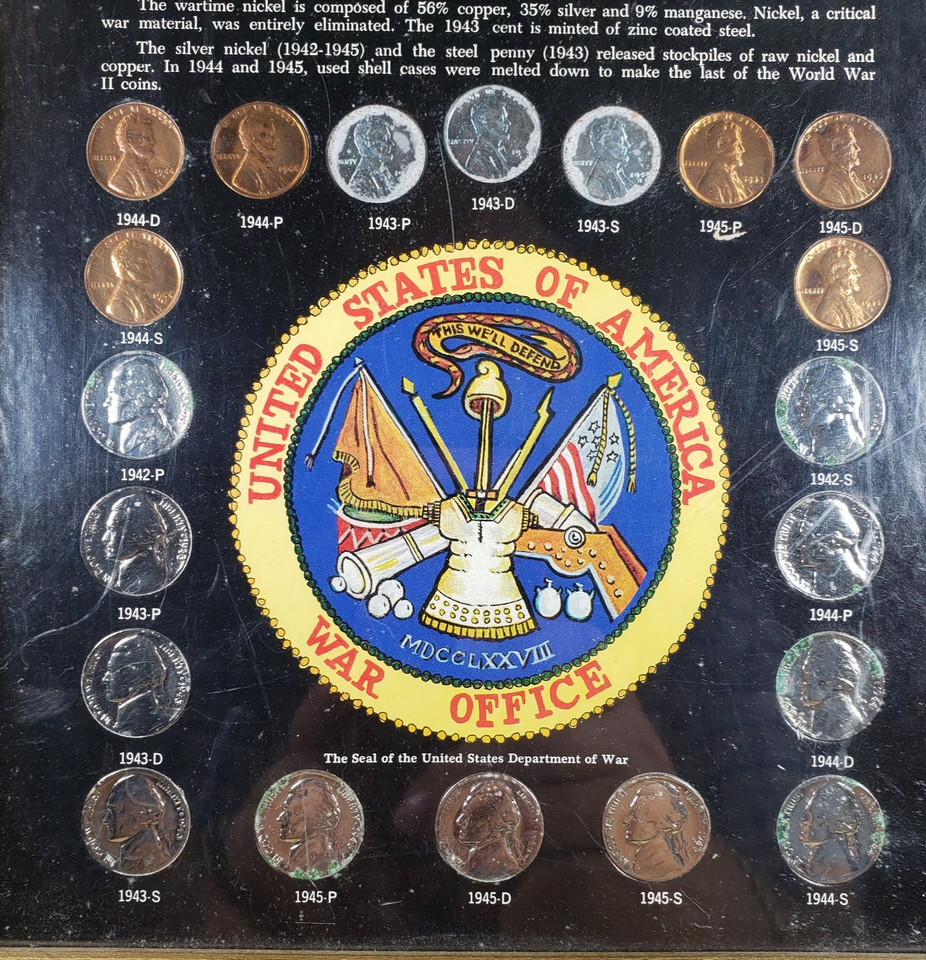 The wartime nickel is composed of 56% copper, 35% silver and 9% manganese. Nickel, a critical
war material, was entirely eliminated. The 1943 cent is minted of zinc coated steel.
The silver nickel (1942-1945) and the steel penny (1943) released stockpiles of raw nickel and
copper. In 1944 and 1945, used shell cases were melted down to make the last of the World War
II coins.
1944-D
1944-P
1943-P
1943-D
1943-S
1945-P
1945-D
1944-S
1945-S
UNITED STATES OF AMERICA
THIS WE'LL DEFEND
1942-P
1942-S
1943-P
1944-P
MDCCLXXVIII
WAR OFFICE
1943-D
The Seal of the United States Department of War
1944-D
1943-S
1945-P
1945-D
1945-S
1944-S